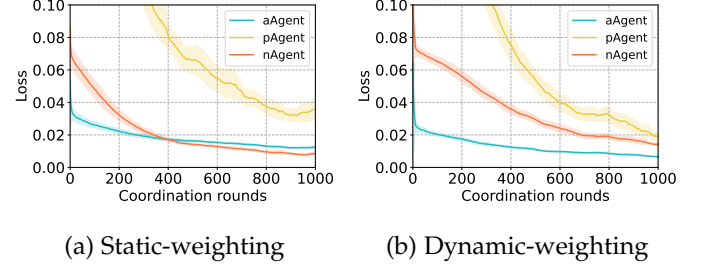 0.10
0.08
0.06
0.04
0.02
0.00
Loss
0 200 400 600 800 1000
Coordination rounds
aAgent
pAgent
nAgent
(a) Static-weighting
0.10
0.08
0.06
0.04
0.02
0.00
Loss
0 200 400 600 800 1000
Coordination rounds
aAgent
pAgent
nAgent
(b) Dynamic-weighting